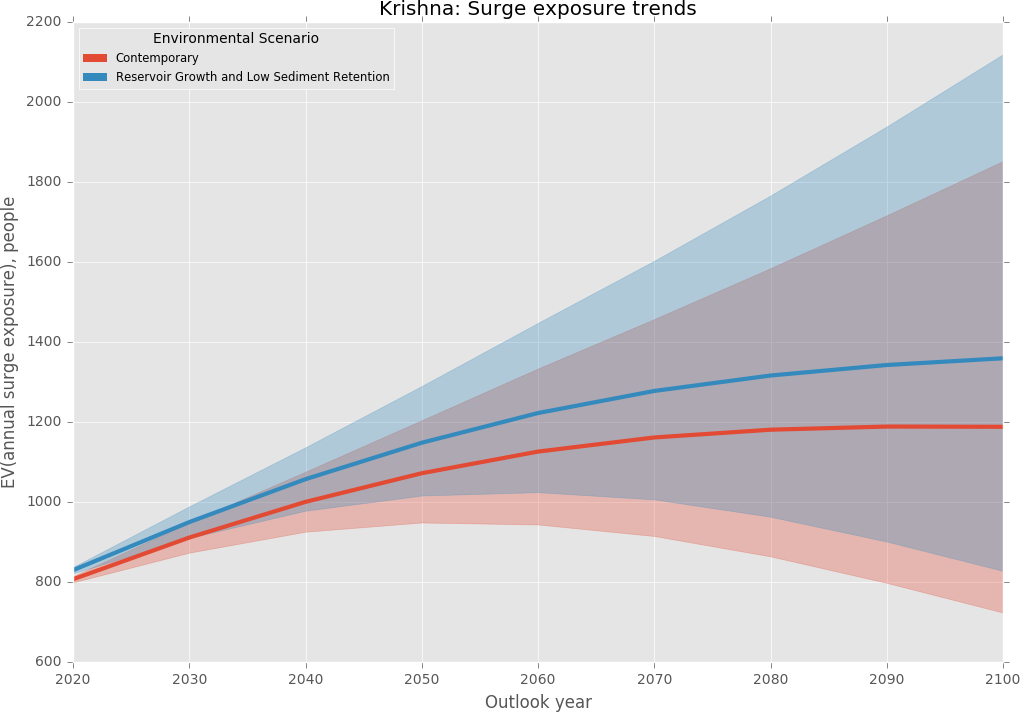 Krishna: Surge exposure trends
Environmental Scenario
Contemporary
Reservoir Growth and Low Sediment Retention
EV(annual surge exposure), people
2200
2000
1800
1600
1400
1200
1000
800
600
2020 2030 2040 2050 2060 2070 2080 2090 2100
Outlook year